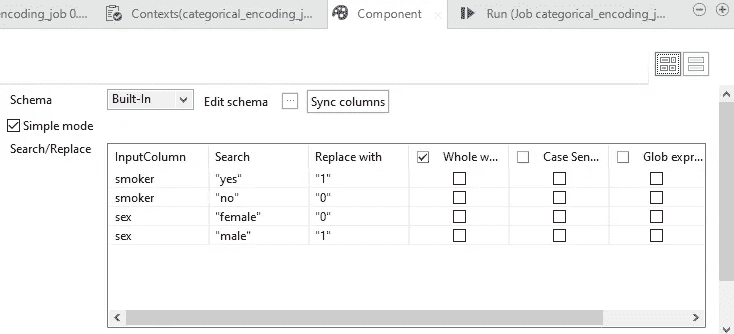 encoding_job 0.... Contexts(categorical_encoding_j... Component Run (Job categorical_encoding_j...
Schema Built-In Edit schema ... Sync columns
Simple mode
Search/Replace
InputColumn Search Replace with Whole w... Case Sen... Glob expr...
smoker "yes" "1"
smoker "no" "0"
sex "female" "0"
sex "male" "1"